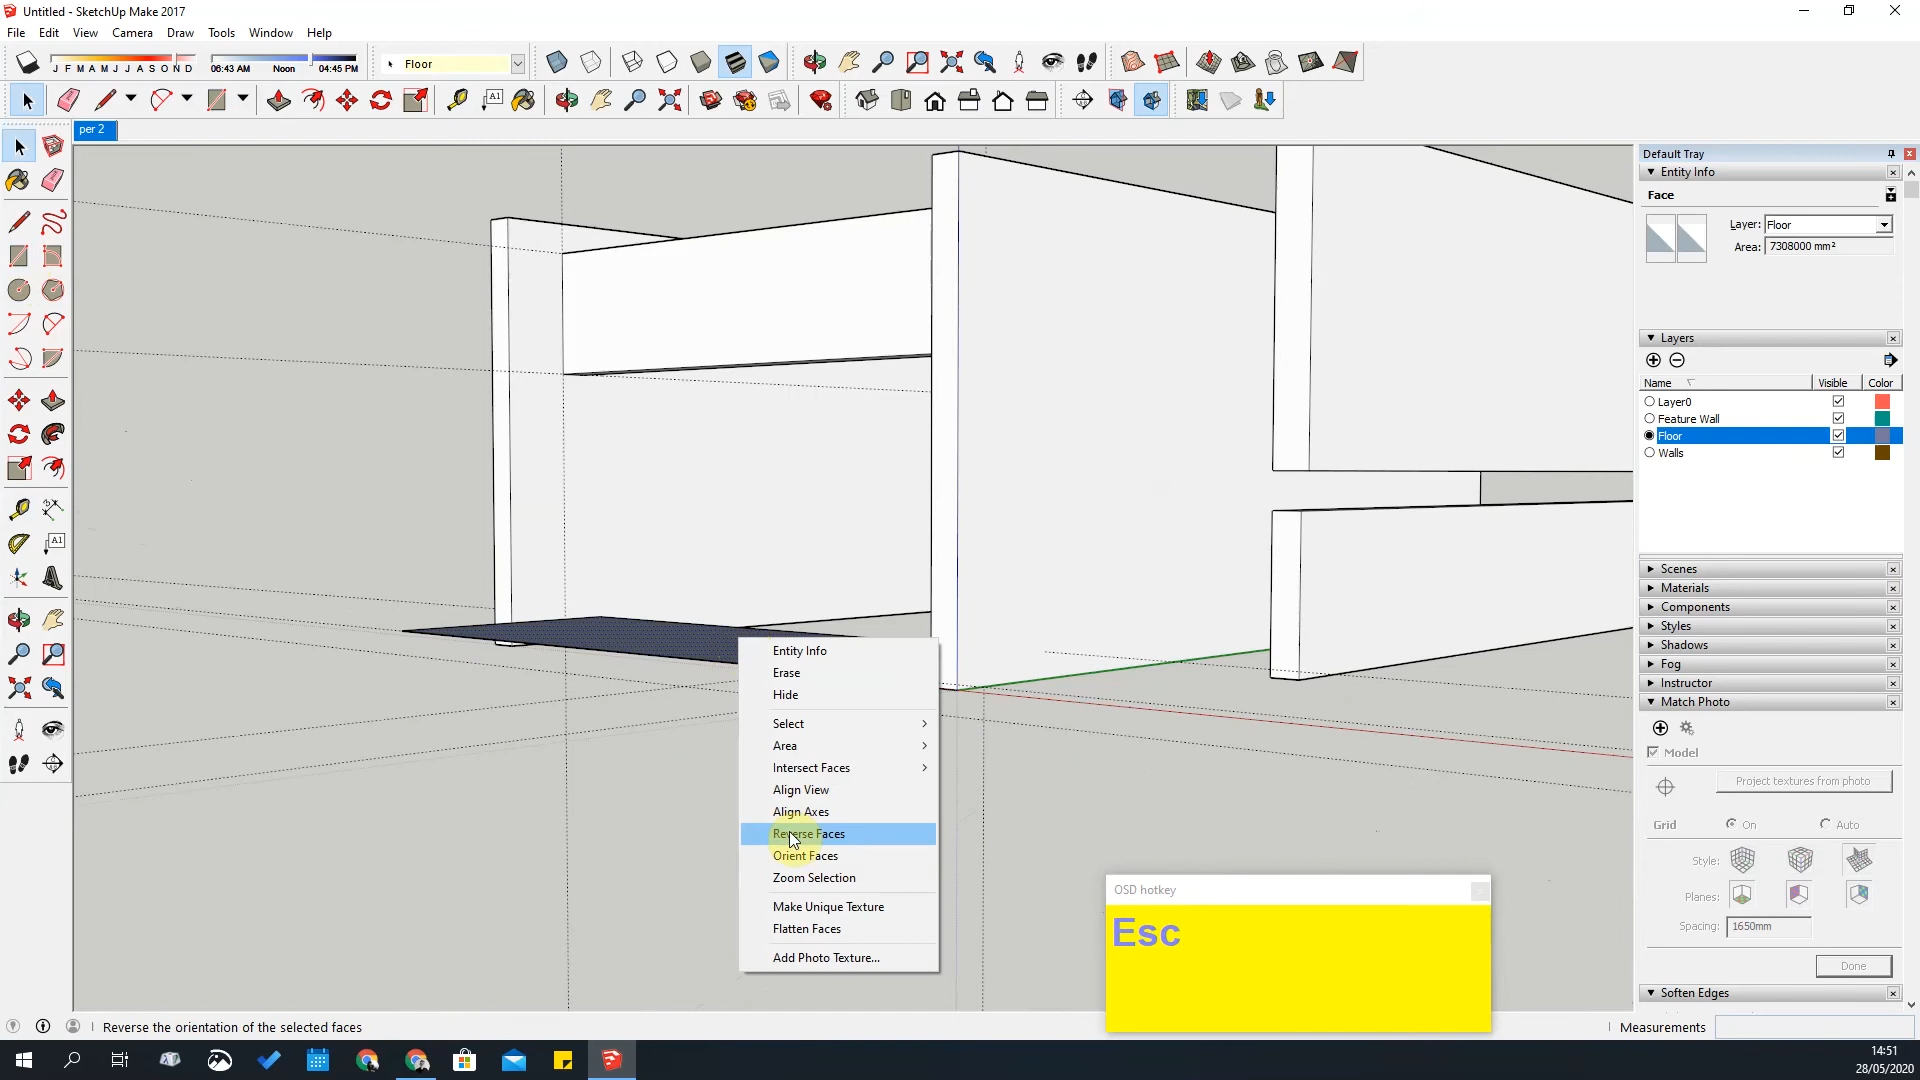 Untitled - SketchUp Make 2017
File Edit View Camera Draw Tools Window Help
J F M A M J J A S O N D
06:43 AM Noon 04:45 PM
Floor
A1
per 2
A1
Default Tray
Entity Info
Face
Layer: Floor
Area: 7308000 mm²
Layers
Name Visible Color
Layer0
Feature Wall
Floor
Walls
Scenes
Materials
Components
Styles
Shadows
Fog
Instructor
Match Photo
Model
Project textures from photo
Grid On Auto
Style:
Planes:
Spacing: 1650mm
Done
Soften Edges
Entity Info
Erase
Hide
Select
Area
Intersect Faces
Align View
Align Axes
Reverse Faces
Orient Faces
Zoom Selection
Make Unique Texture
Flatten Faces
Add Photo Texture...
OSD hotkey
Esc
Reverse the orientation of the selected faces
Measurements
14:51
28/05/2020